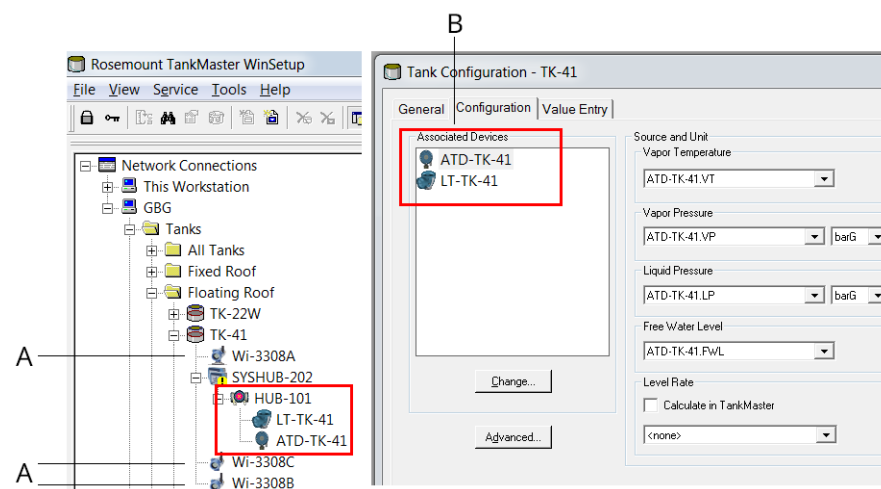 B
Rosemount TankMaster WinSetup
File View Service Tools Help
Network Connections
This Workstation
GBG
Tanks
All Tanks
Fixed Roof
Floating Roof
TK-22W
TK-41
A
Wi-3308A
SYSHUB-202
HUB-101
LT-TK-41
ATD-TK-41
A
Wi-3308C
Wi-3308B
Tank Configuration - TK-41
General Configuration Value Entry
Associated Devices
ATD-TK-41
LT-TK-41
Change...
Advanced...
Source and Unit
Vapor Temperature
ATD-TK-41.VT
Vapor Pressure
ATD-TK-41.VP barG
Liquid Pressure
ATD-TK-41.LP barG
Free Water Level
ATD-TK-41.FWL
Level Rate
Calculate in TankMaster
<none>